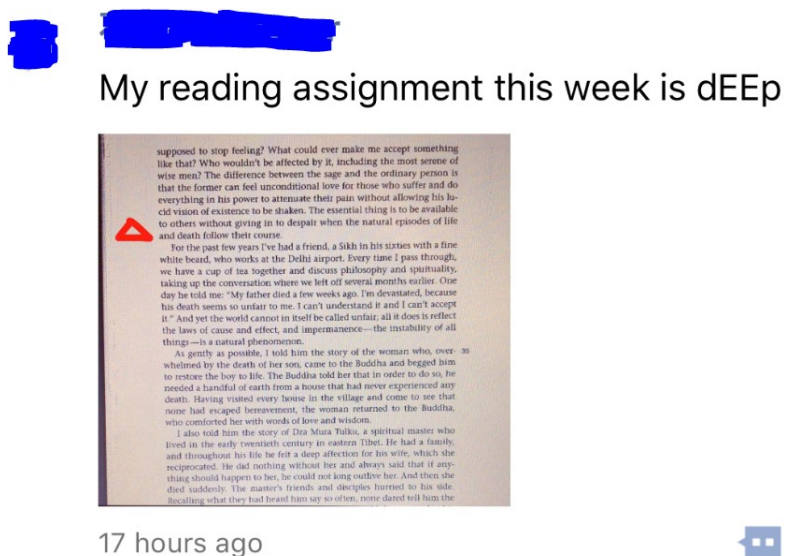 My reading assignment this week is dEEp
supposed to stop feeling? What could ever make me accept something
like that? Who wouldn't be affected by it, including the most serene of
wise men? The difference between the sage and the ordinary person is
that the former can feel unconditional love for those who suffer and do
everything in his power to attenuate their pain without allowing his lu-
cid vision of existence to be shaken. The essential thing is to be available
to others without giving in to despair when the natural episodes of life
and death follow their course.
For the past few years I've had a friend, a Sikh in his sixties with a fine
white beard, who works at the Delhi airport. Every time I pass through,
we have a cup of tea together and discuss philosophy and spirituality,
taking up the conversation where we left off several months earlier. One
day he told me: "My father died a few weeks ago. I'm devastated, because
his death seems so unfair to me. I can't understand it and I can't accept
it." And yet the world cannot in itself be called unfair; all it does is reflect
the laws of cause and effect, and impermanence—the instability of all
things—is a natural phenomenon.
As gently as possible, I told him the story of the woman who, over- 35
whelmed by the death of her son, came to the Buddha and begged him
to restore the boy to life. The Buddha told her that in order to do so, he
needed a handful of earth from a house that had never experienced any
death. Having visited every house in the village and come to see that
none had escaped bereavement, the woman returned to the Buddha,
who comforted her with words of love and wisdom.
I also told him the story of Dza Mura Tulku, a spiritual master who
lived in the early twentieth century in eastern Tibet. He had a family,
and throughout his life he felt a deep affection for his wife, which she
reciprocated. He did nothing without her and always said that if any-
thing should happen to her, he could not long outlive her. And then she
died suddenly. The master's friends and disciples hurried to his side.
Recalling what they had heard him say so often, none dared tell him the
17 hours ago